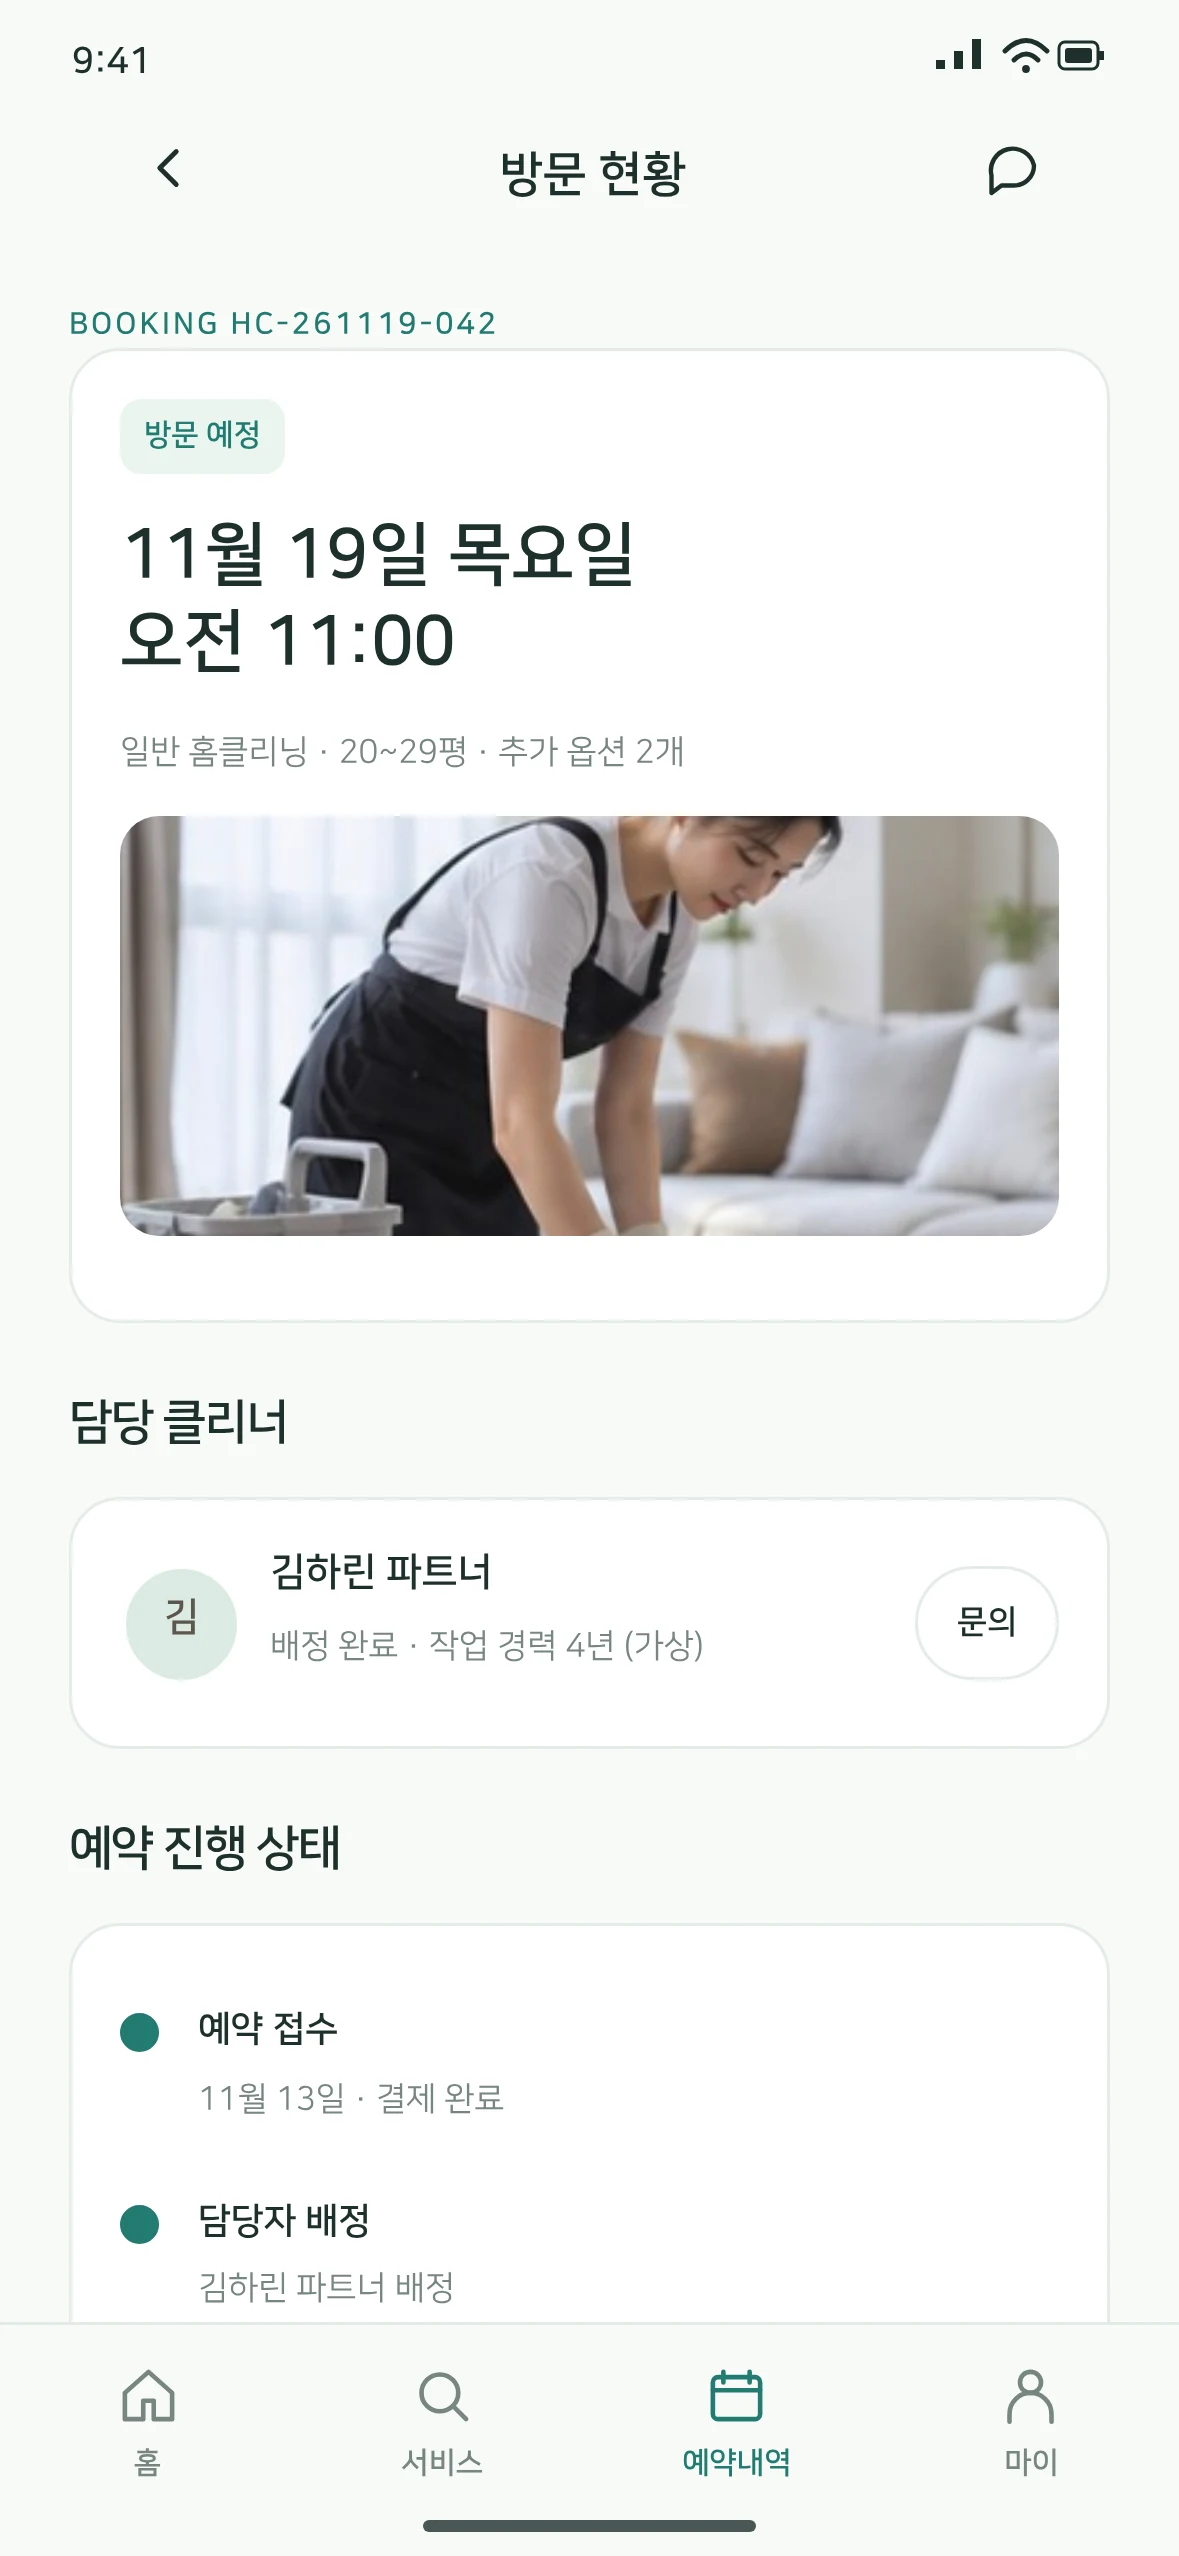 9:41
방문 현황
BOOKING HC-261119-042
방문 예정
11월 19일 목요일
오전 11:00
일반 홈클리닝 · 20~29평 · 추가 옵션 2개
담당 클리너
김
김하린 파트너
배정 완료 · 작업 경력 4년 (가상)
문의
예약 진행 상태
예약 접수
11월 13일 · 결제 완료
담당자 배정
김하린 파트너 배정
홈
서비스
예약내역
마이